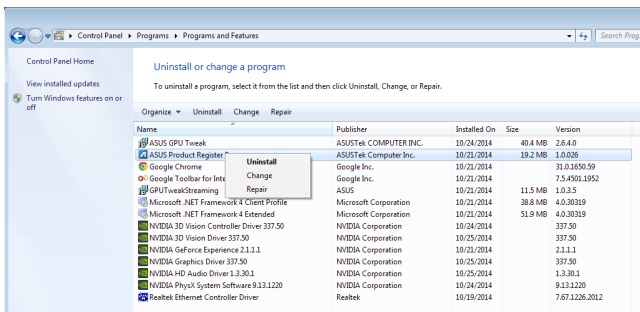 Control Panel ▸ Programs ▸ Programs and Features
Search Prog
Control Panel Home
View installed updates
Turn Windows features on or
off
Uninstall or change a program
To uninstall a program, select it from the list and then click Uninstall, Change, or Repair.
Organize Uninstall Change Repair
Name Publisher Installed On Size Version
ASUS GPU Tweak ASUSTek COMPUTER INC. 10/24/2014 40.4 MB 2.6.4.0
ASUS Product Register ASUSTek Computer Inc. 10/21/2014 19.2 MB 1.0.026
Google Chrome Google Inc. 10/21/2014 31.0.1650.59
Google Toolbar for Inte Google Inc. 10/21/2014 7.5.4501.1952
GPUTweakStreaming ASUS 10/21/2014 11.5 MB 1.0.3.5
Microsoft .NET Framework 4 Client Profile Microsoft Corporation 10/21/2014 38.8 MB 4.0.30319
Microsoft .NET Framework 4 Extended Microsoft Corporation 10/21/2014 51.9 MB 4.0.30319
NVIDIA 3D Vision Controller Driver 337.50 NVIDIA Corporation 10/24/2014 337.50
NVIDIA 3D Vision Driver 337.50 NVIDIA Corporation 10/25/2014 337.50
NVIDIA GeForce Experience 2.1.1.1 NVIDIA Corporation 10/21/2014 2.1.1.1
NVIDIA Graphics Driver 337.50 NVIDIA Corporation 10/25/2014 337.50
NVIDIA HD Audio Driver 1.3.30.1 NVIDIA Corporation 10/25/2014 1.3.30.1
NVIDIA PhysX System Software 9.13.1220 NVIDIA Corporation 10/24/2014 9.13.1220
Realtek Ethernet Controller Driver Realtek 10/19/2014 7.67.1226.2012
Uninstall
Change
Repair